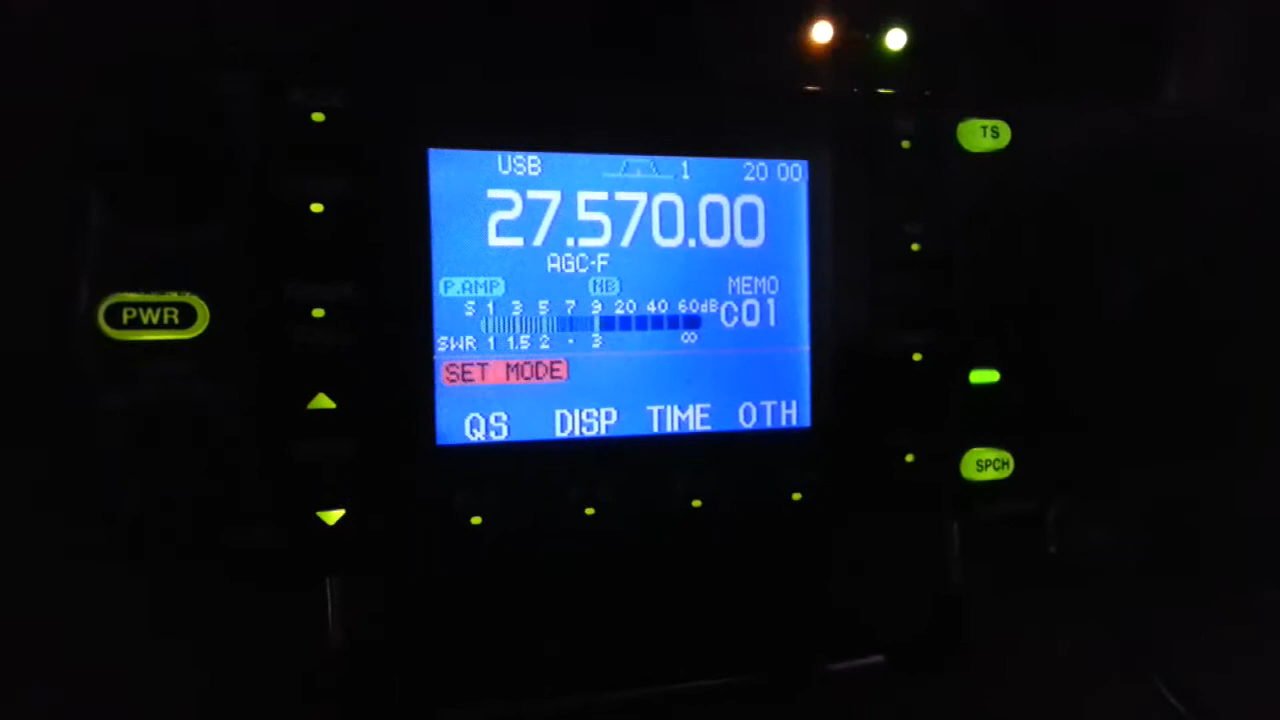 TS
USB 1 20 00
27.570.00
AGC-F
P.AMP NB MEMO
S 1 3 5 7 9 20 40 60dB c01
PWR
SWR 1 1.5 2 · 3 ∞
SET MODE
QS DISP TIME OTH
SPCH